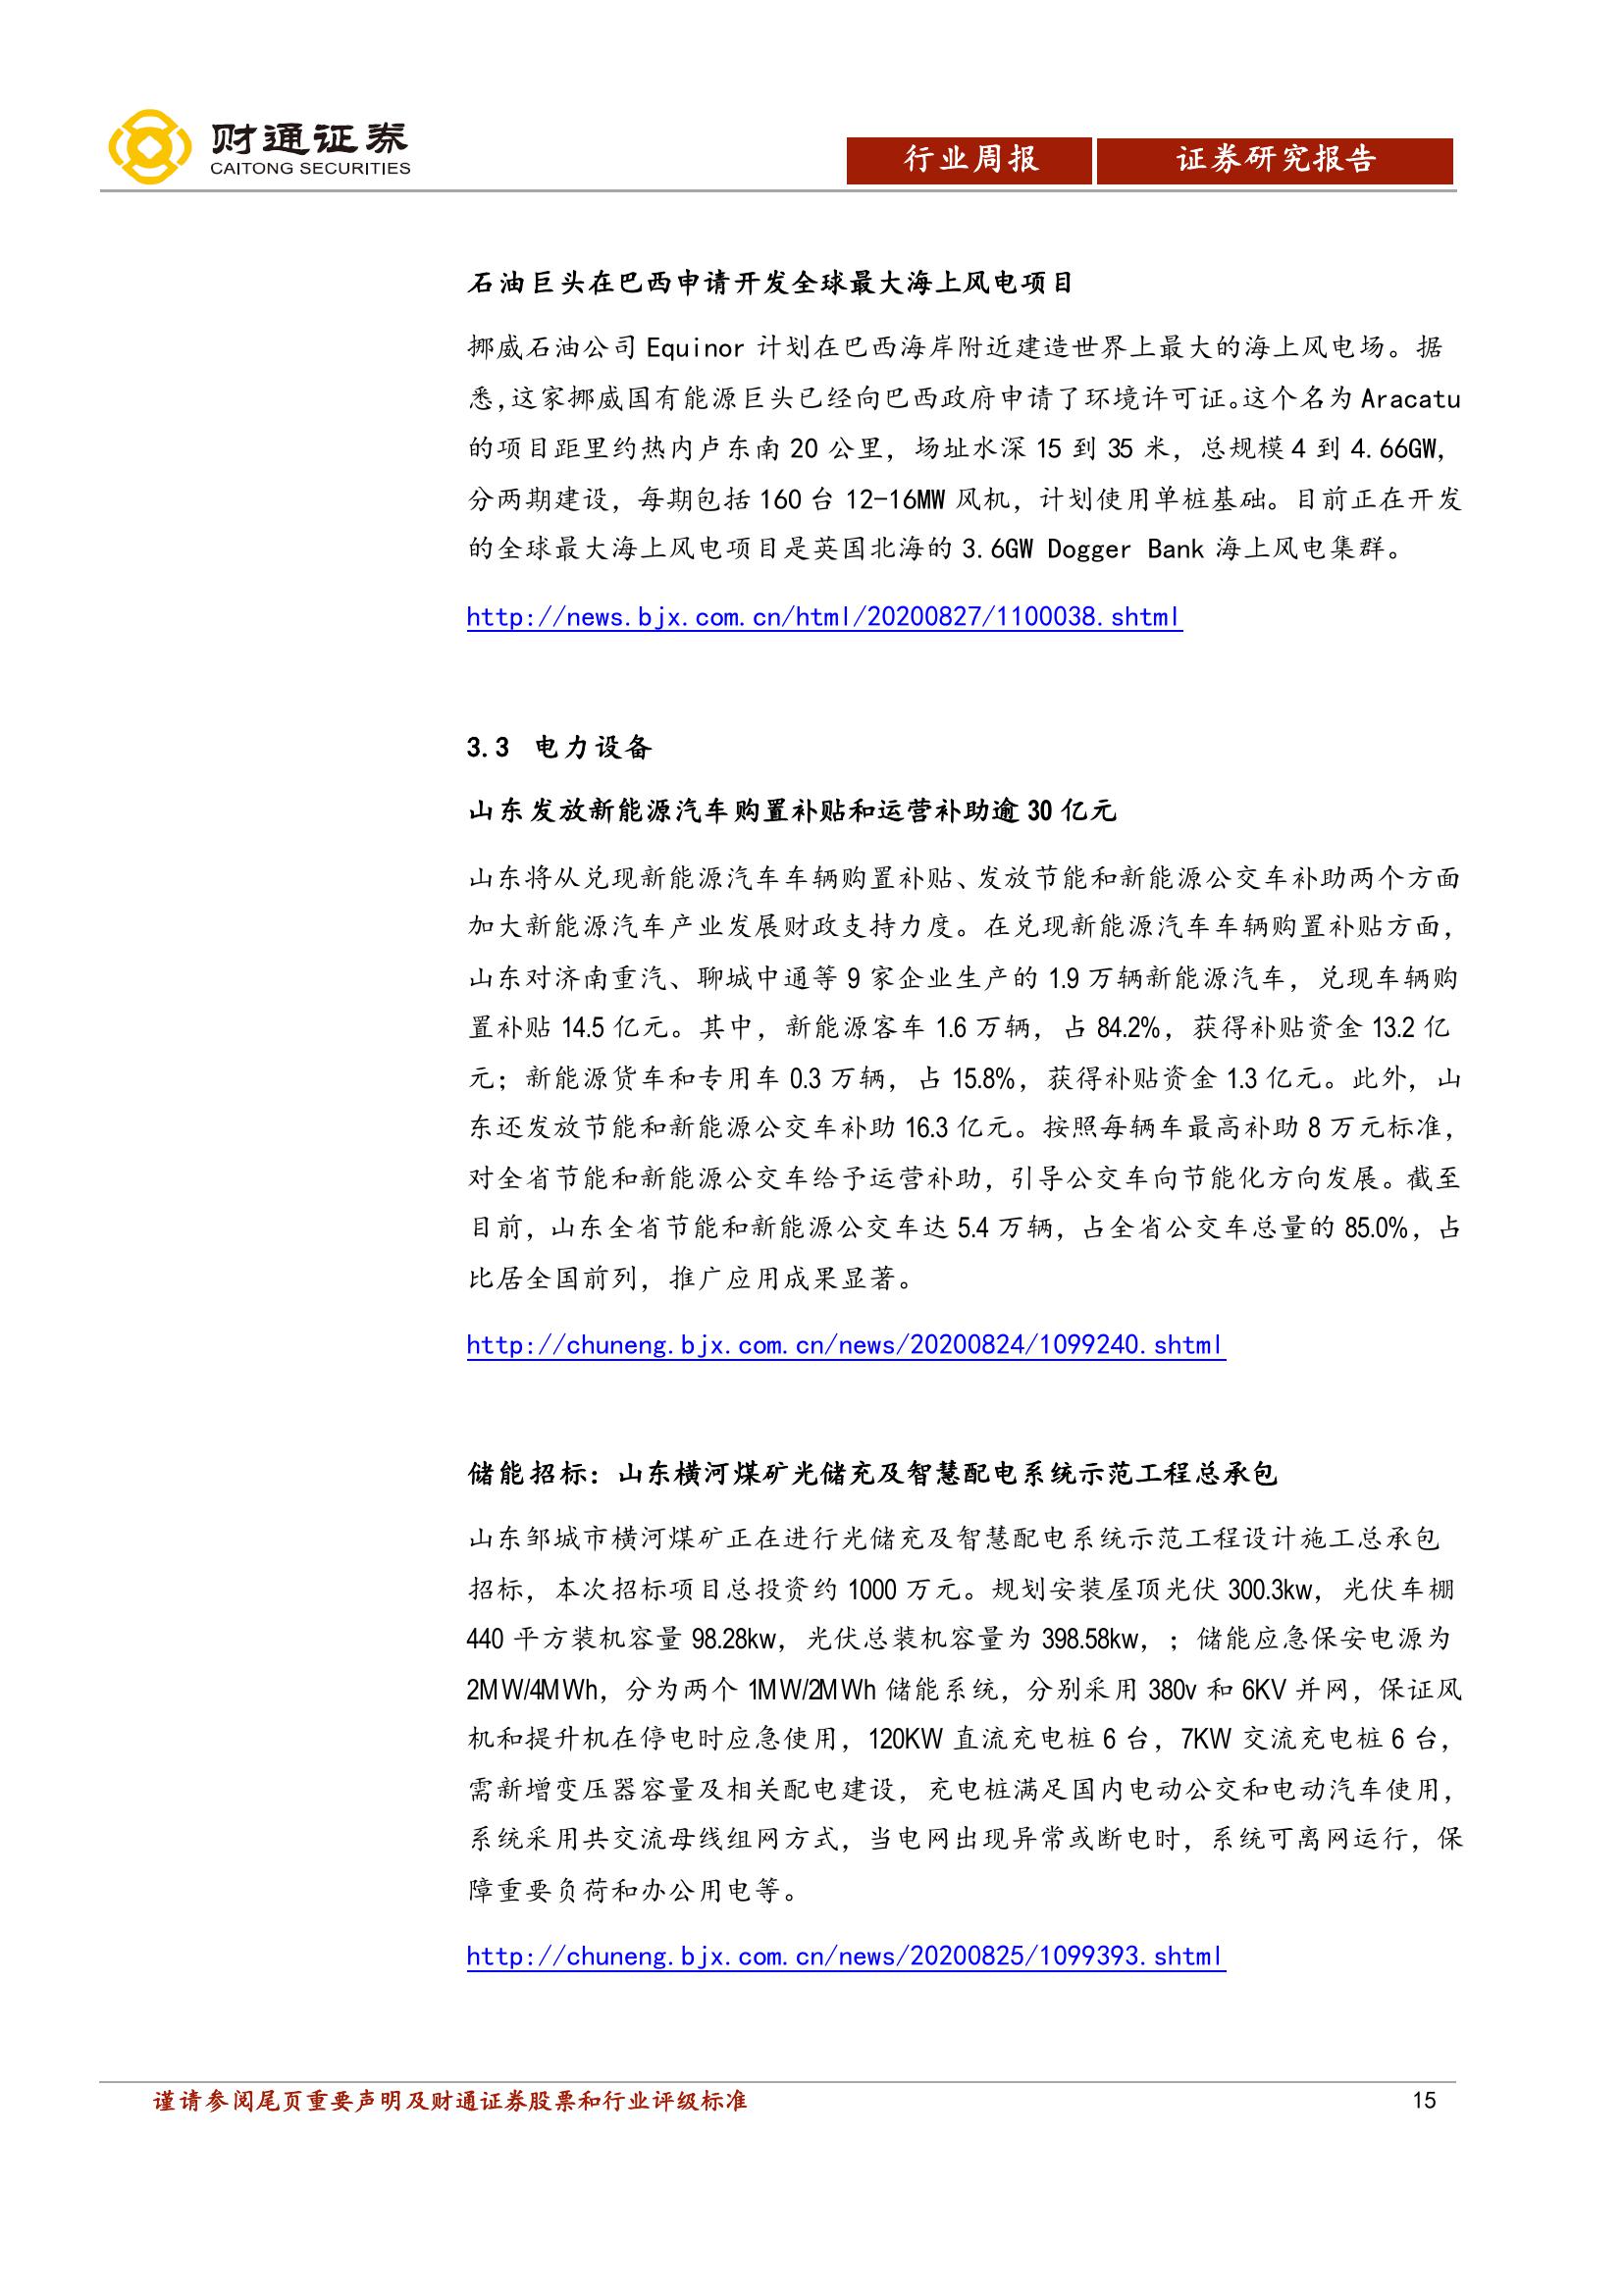 财通证券
CAITONG SECURITIES
行业周报
证券研究报告
石油巨头在巴西申请开发全球最大海上风电项目
挪威石油公司 Equinor 计划在巴西海岸附近建造世界上最大的海上风电场。据
悉,这家挪威国有能源巨头已经向巴西政府申请了环境许可证。这个名为 Aracatu
的项目距里约热内卢东南 20 公里，场址水深 15 到 35 米，总规模 4 到 4.66GW，
分两期建设，每期包括 160 台 12-16MW 风机，计划使用单桩基础。目前正在开发
的全球最大海上风电项目是英国北海的 3.6GW Dogger Bank 海上风电集群。
http://news.bjx.com.cn/html/20200827/1100038.shtml
3.3 电力设备
山东发放新能源汽车购置补贴和运营补助逾 30 亿元
山东将从兑现新能源汽车车辆购置补贴、发放节能和新能源公交车补助两个方面
加大新能源汽车产业发展财政支持力度。在兑现新能源汽车车辆购置补贴方面，
山东对济南重汽、聊城中通等 9 家企业生产的 1.9 万辆新能源汽车，兑现车辆购
置补贴 14.5 亿元。其中，新能源客车 1.6 万辆，占 84.2%，获得补贴资金 13.2 亿
元；新能源货车和专用车 0.3 万辆，占 15.8%，获得补贴资金 1.3 亿元。此外，山
东还发放节能和新能源公交车补助 16.3 亿元。按照每辆车最高补助 8 万元标准，
对全省节能和新能源公交车给予运营补助，引导公交车向节能化方向发展。截至
目前，山东全省节能和新能源公交车达 5.4 万辆，占全省公交车总量的 85.0%，占
比居全国前列，推广应用成果显著。
http://chuneng.bjx.com.cn/news/20200824/1099240.shtml
储能招标：山东横河煤矿光储充及智慧配电系统示范工程总承包
山东邹城市横河煤矿正在进行光储充及智慧配电系统示范工程设计施工总承包
招标，本次招标项目总投资约 1000 万元。规划安装屋顶光伏 300.3kw，光伏车棚
440 平方装机容量 98.28kw，光伏总装机容量为 398.58kw，；储能应急保安电源为
2MW/4MWh，分为两个 1MW/2MWh 储能系统，分别采用 380v 和 6KV 并网，保证风
机和提升机在停电时应急使用，120KW 直流充电桩 6 台，7KW 交流充电桩 6 台，
需新增变压器容量及相关配电建设，充电桩满足国内电动公交和电动汽车使用，
系统采用共交流母线组网方式，当电网出现异常或断电时，系统可离网运行，保
障重要负荷和办公用电等。
http://chuneng.bjx.com.cn/news/20200825/1099393.shtml
谨请参阅尾页重要声明及财通证券股票和行业评级标准
15